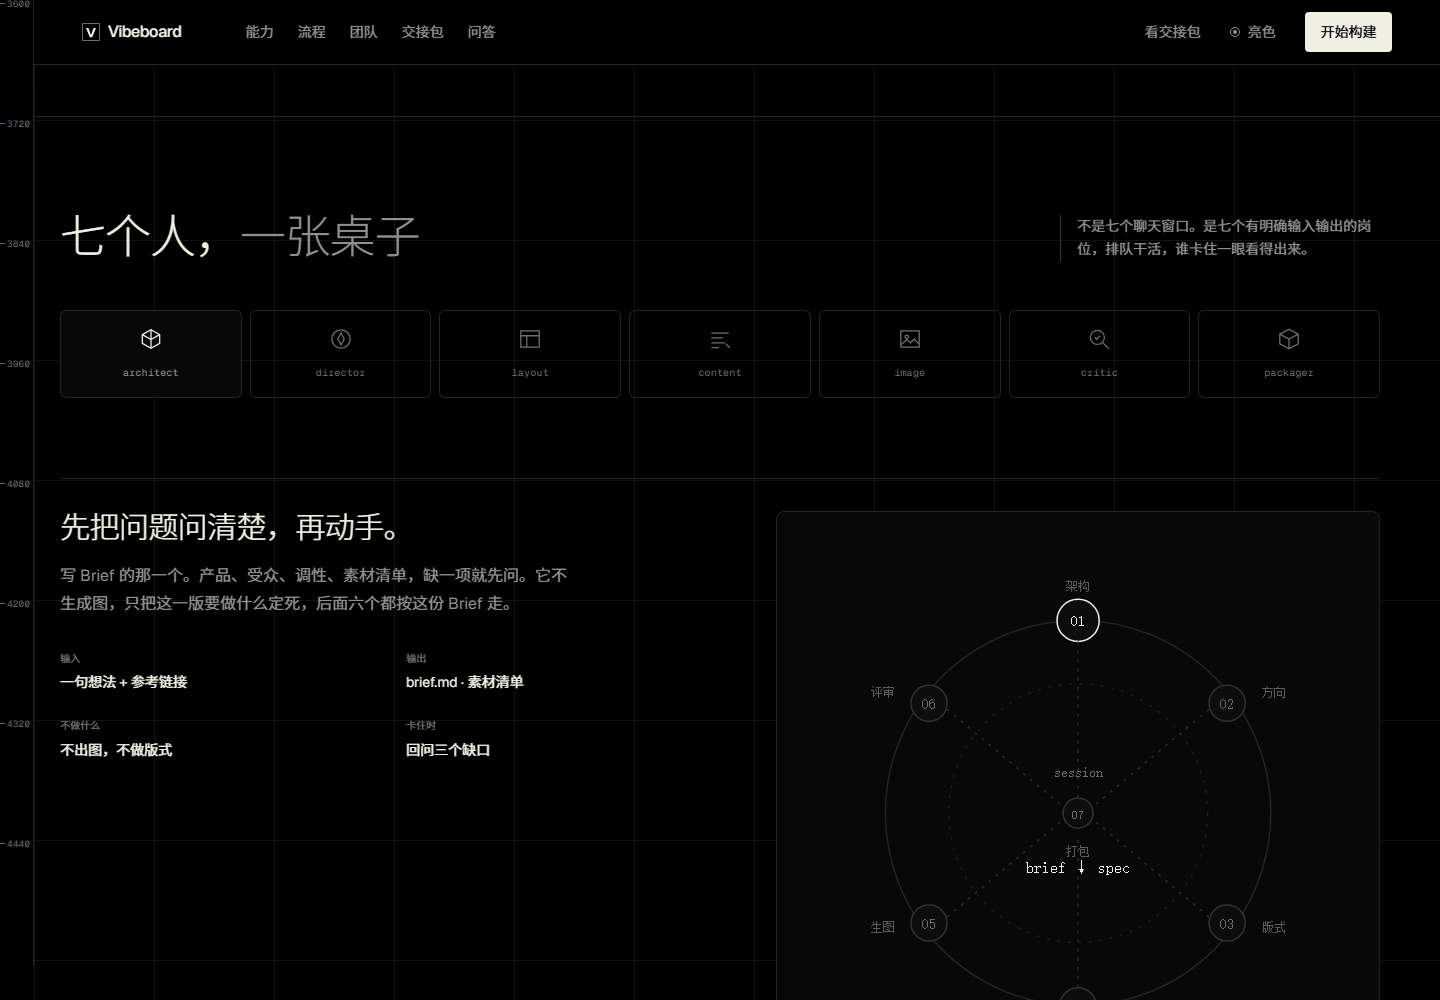 3600
V Vibeboard 能力 流程 团队 交接包 问答 看交接包 亮色 开始构建
3720
七个人，一张桌子
不是七个聊天窗口。是七个有明确输入输出的岗
位，排队干活，谁卡住一眼看得出来。
3840
architect director layout content image critic packager
3960
4080
先把问题问清楚，再动手。
写 Brief 的那一个。产品、受众、调性、素材清单，缺一项就先问。它不
生成图，只把这一版要做什么定死，后面六个都按这份 Brief 走。
4200
输入
一句想法 + 参考链接
输出
brief.md · 素材清单
不做什么
不出图，不做版式
卡住时
回问三个缺口
4320
4440
架构
01
评审 06
02 方向
session
07
打包
brief ↓ spec
生图 05
03 版式